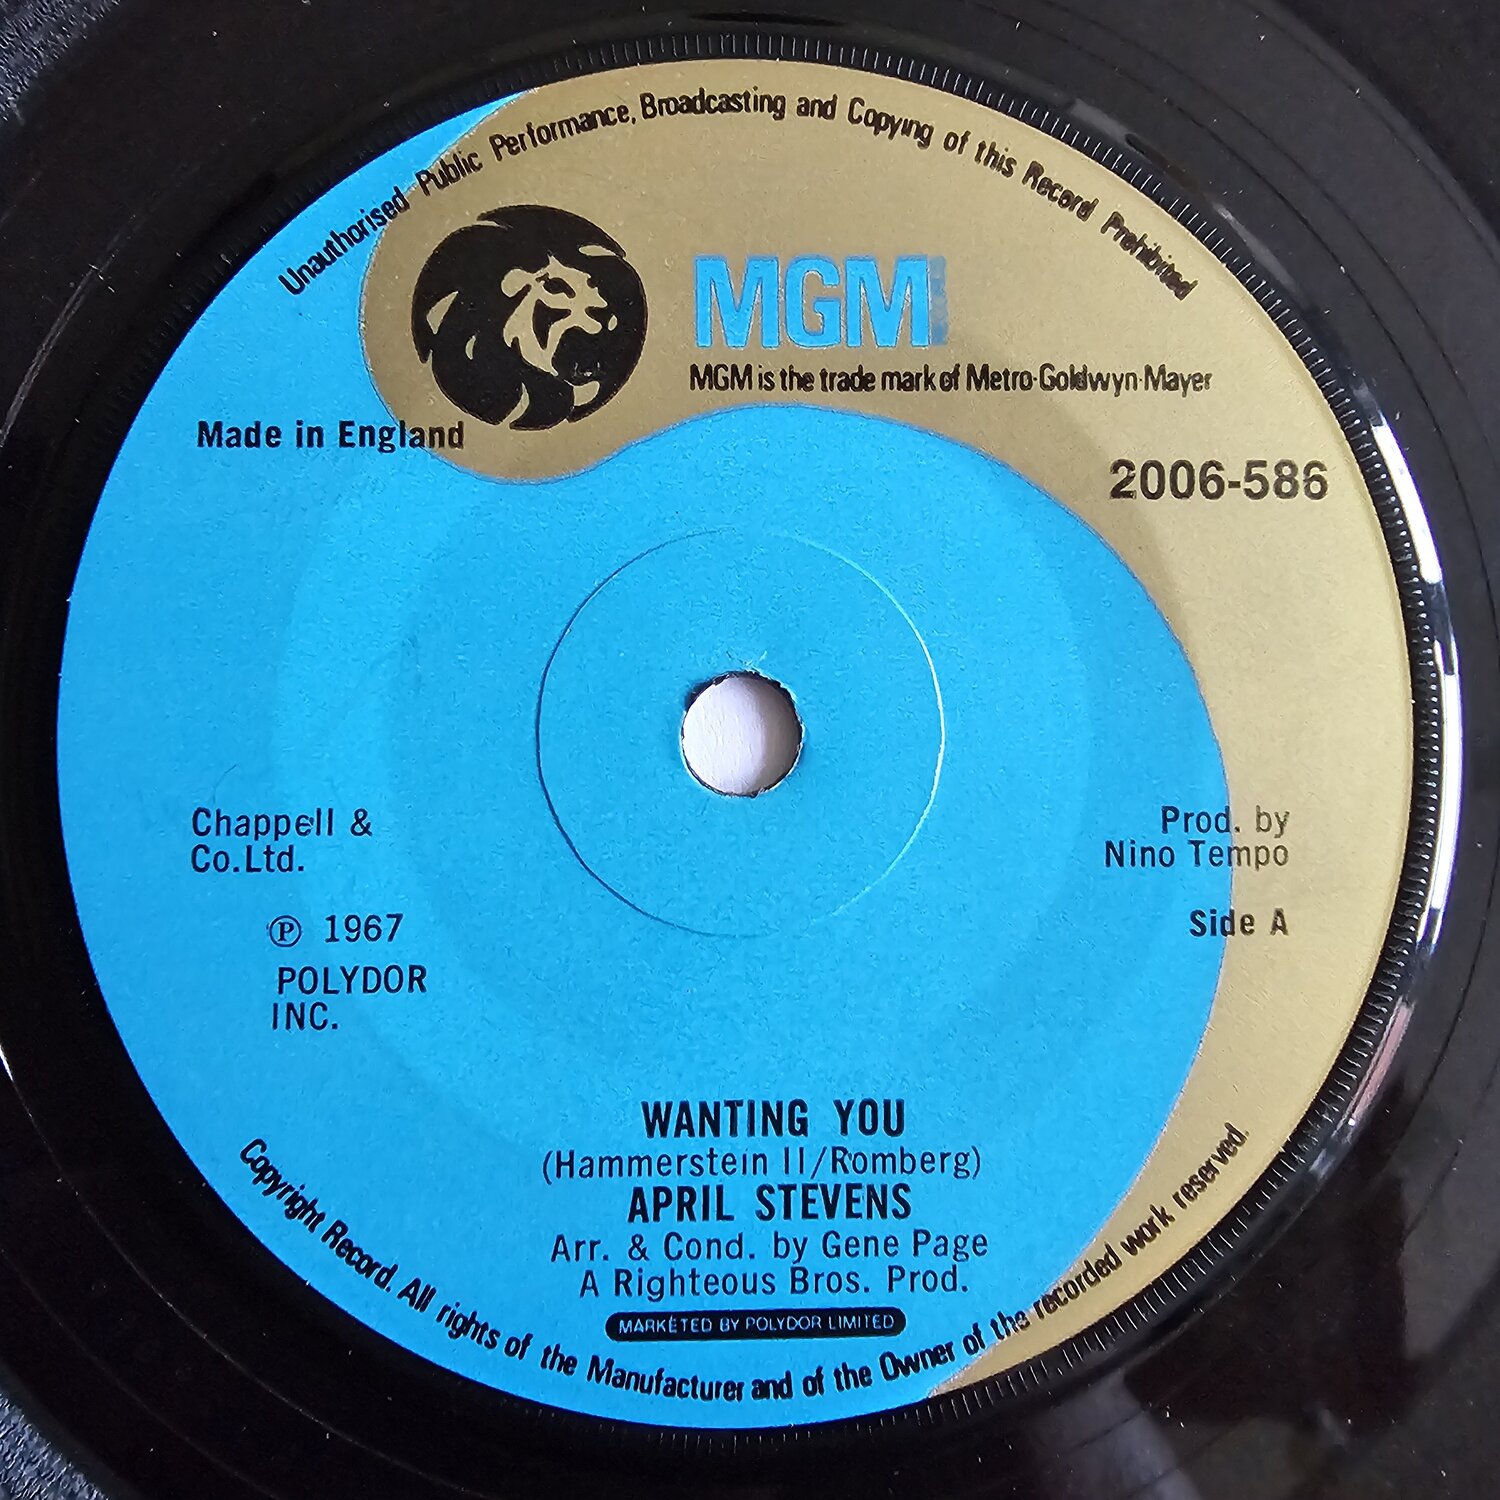 Unauthorised Public Performance, Broadcasting and Copying of this Record Prohibited
MGM
MGM is the trade mark of Metro-Goldwyn-Mayer
Made in England
2006-586
Chappell &
Co.Ltd.
Prod. by
Nino Tempo
Side A
℗ 1967
POLYDOR
INC.
WANTING YOU
(Hammerstein II/Romberg)
APRIL STEVENS
Arr. & Cond. by Gene Page
A Righteous Bros. Prod.
MARKETED BY POLYDOR LIMITED
Copyright Record. All rights of the Manufacturer and of the Owner of the recorded work reserved.